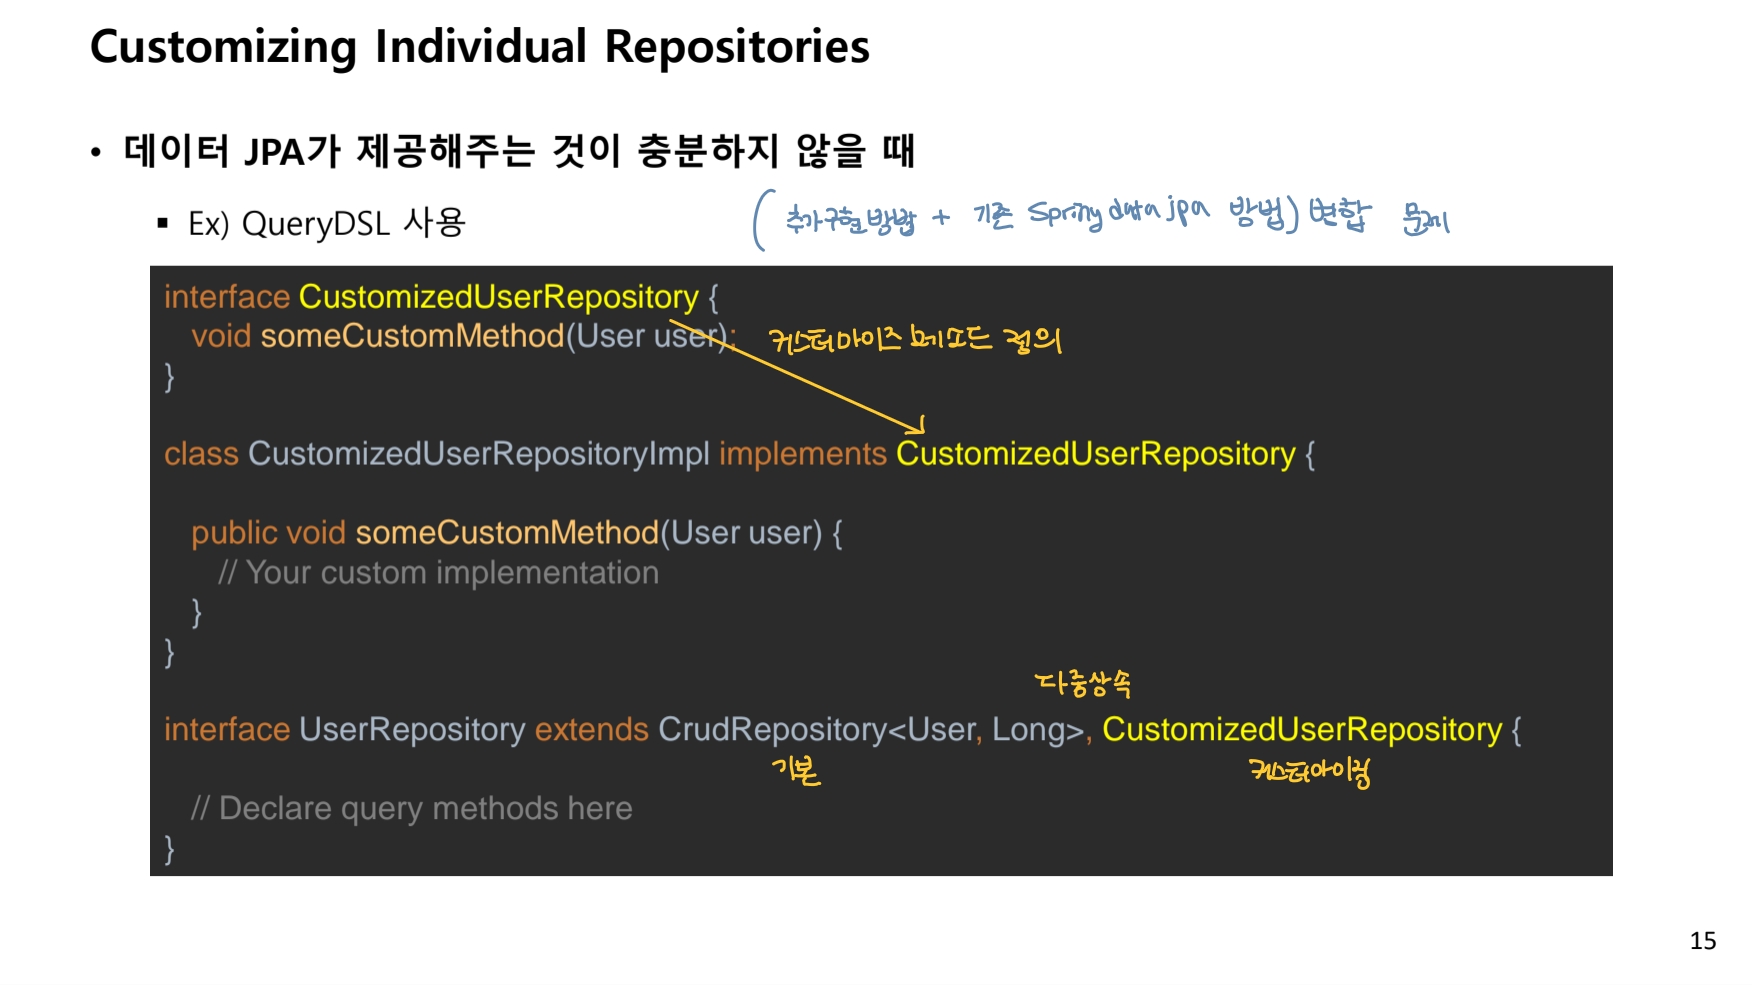 Customizing Individual Repositories
• 데이터 JPA가 제공해주는 것이 충분하지 않을 때
▪ Ex) QueryDSL 사용
(추가구현방법 + 기존 Spring data jpa 방법) 변합 문제
interface CustomizedUserRepository {
void someCustomMethod(User user);
커스터마이즈 메소드 정의
}
class CustomizedUserRepositoryImpl implements CustomizedUserRepository {
public void someCustomMethod(User user) {
// Your custom implementation
}
}
다중상속
interface UserRepository extends CrudRepository<User, Long>, CustomizedUserRepository {
기본 커스터마이징
// Declare query methods here
}
15